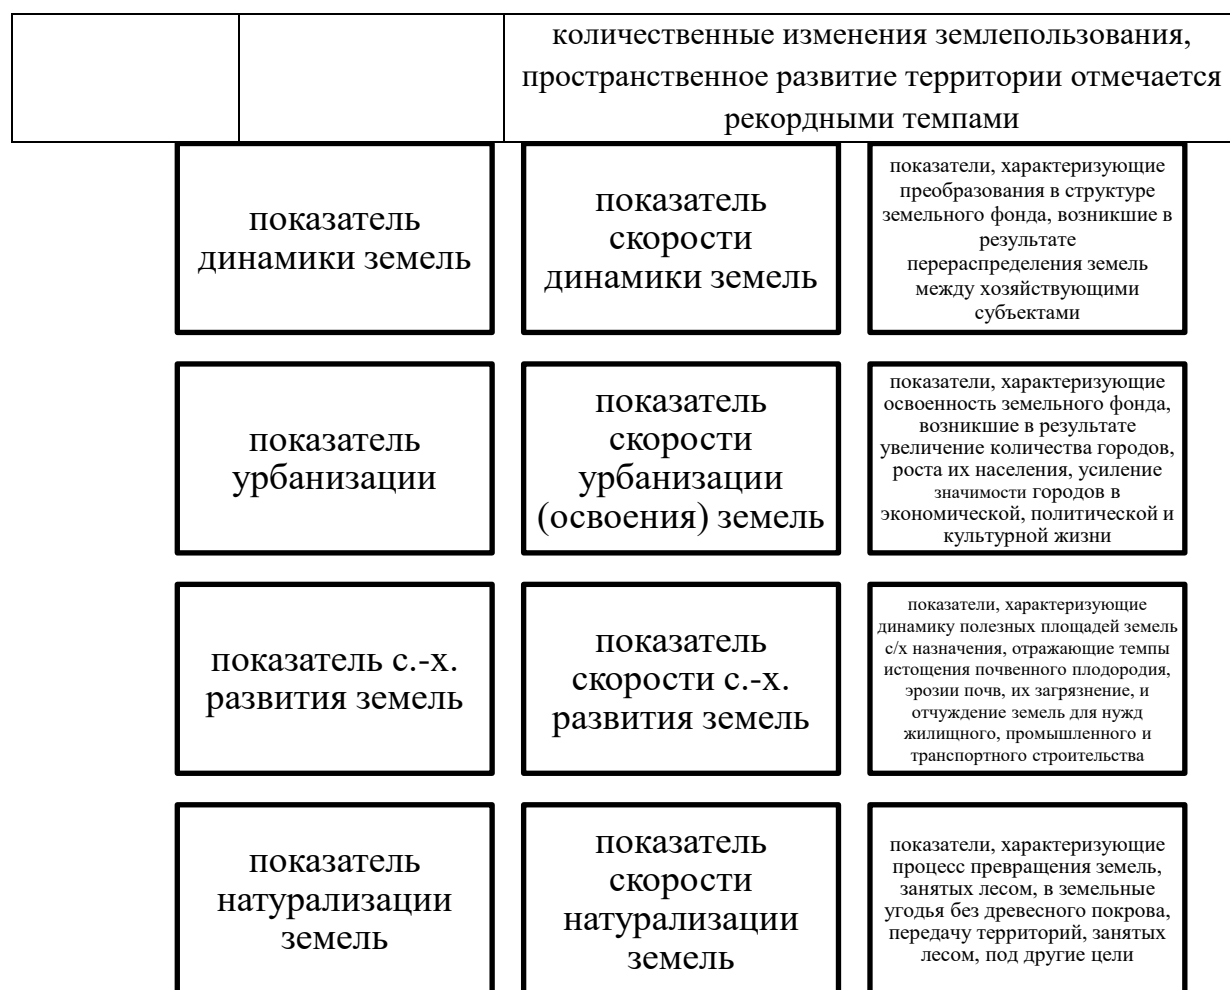 количественные изменения землепользования,
пространственное развитие территории отмечается
рекордными темпами
показатель
динамики земель
показатель
скорости
динамики земель
показатели, характеризующие
преобразования в структуре
земельного фонда, возникшие в
результате
перераспределения земель
между хозяйствующими
субъектами
показатель
урбанизации
показатель
скорости
урбанизации
(освоения) земель
показатели, характеризующие
освоенность земельного фонда,
возникшие в результате
увеличение количества городов,
роста их населения, усиление
значимости городов в
экономической, политической и
культурной жизни
показатель с.-х.
развития земель
показатель
скорости с.-х.
развития земель
показатели, характеризующие
динамику полезных площадей земель
с/х назначения, отражающие темпы
истощения почвенного плодородия,
эрозии почв, их загрязнение, и
отчуждение земель для нужд
жилищного, промышленного и
транспортного строительства
показатель
натурализации
земель
показатель
скорости
натурализации
земель
показатели, характеризующие
процесс превращения земель,
занятых лесом, в земельные
угодья без древесного покрова,
передачу территорий, занятых
лесом, под другие цели